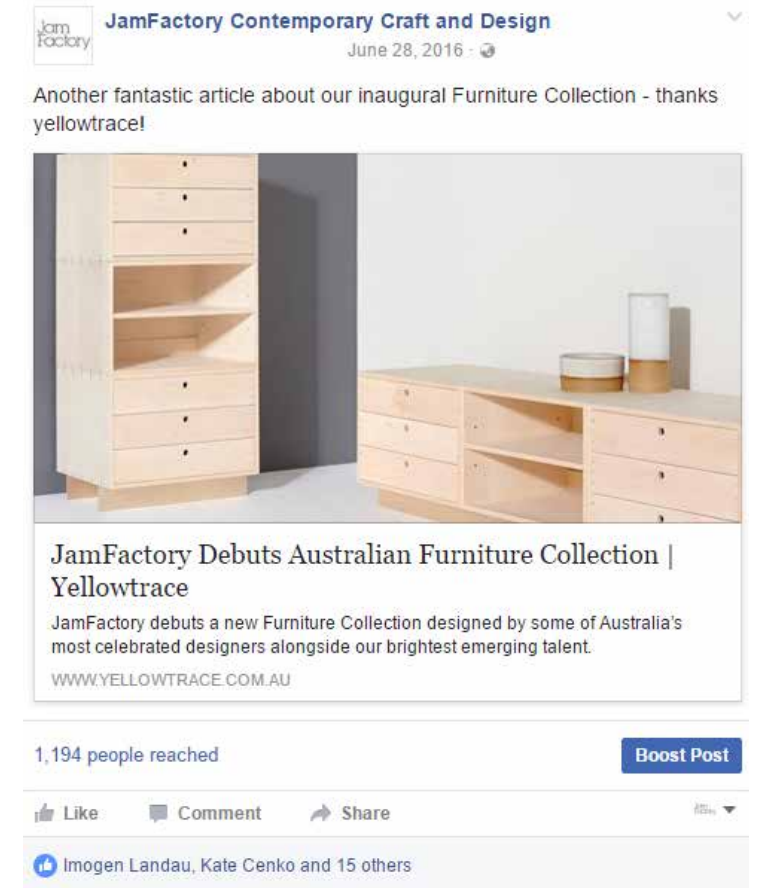 Jam
Factory
JamFactory Contemporary Craft and Design
June 28, 2016 ·
Another fantastic article about our inaugural Furniture Collection - thanks
yellowtrace!
JamFactory Debuts Australian Furniture Collection |
Yellowtrace
JamFactory debuts a new Furniture Collection designed by some of Australia's
most celebrated designers alongside our brightest emerging talent.
WWW.YELLOWTRACE.COM.AU
1,194 people reached
Boost Post
Like
Comment
Share
Imogen Landau, Kate Cenko and 15 others